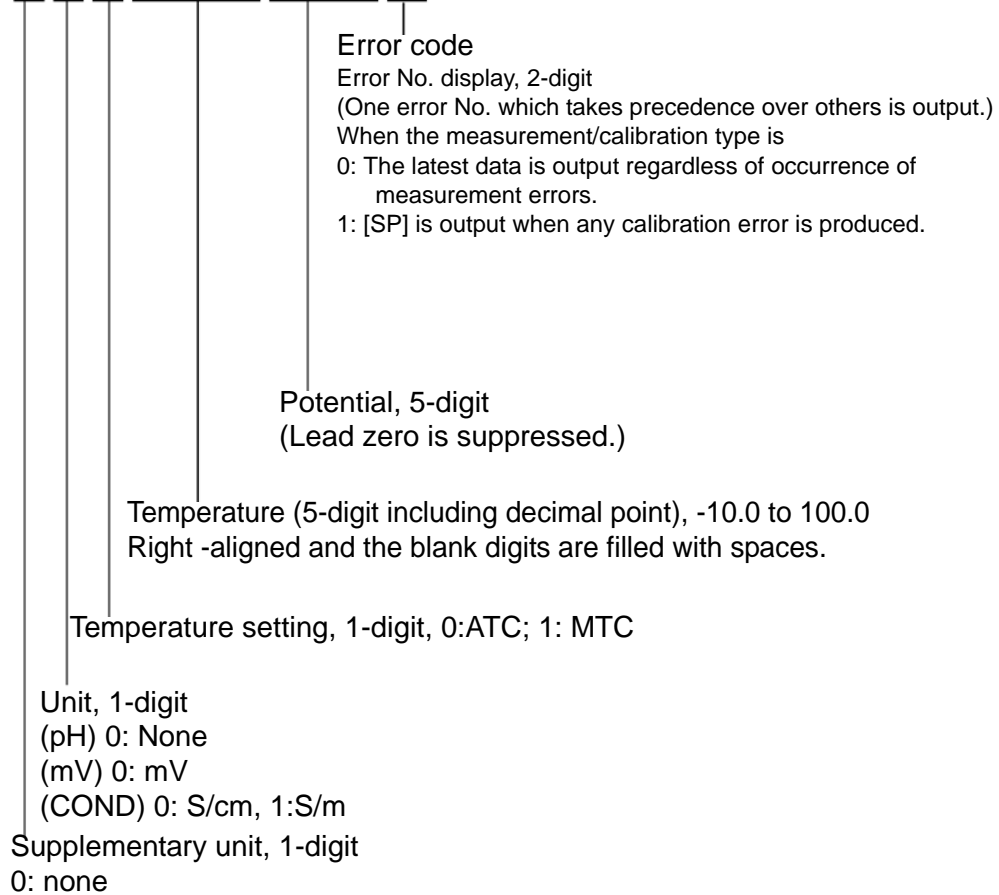 Error code
Error No. display, 2-digit
(One error No. which takes precedence over others is output.)
When the measurement/calibration type is
0: The latest data is output regardless of occurrence of
measurement errors.
1: [SP] is output when any calibration error is produced.
Potential, 5-digit
(Lead zero is suppressed.)
Temperature (5-digit including decimal point), -10.0 to 100.0
Right -aligned and the blank digits are filled with spaces.
Temperature setting, 1-digit, 0:ATC; 1: MTC
Unit, 1-digit
(pH) 0: None
(mV) 0: mV
(COND) 0: S/cm, 1:S/m
Supplementary unit, 1-digit
0: none